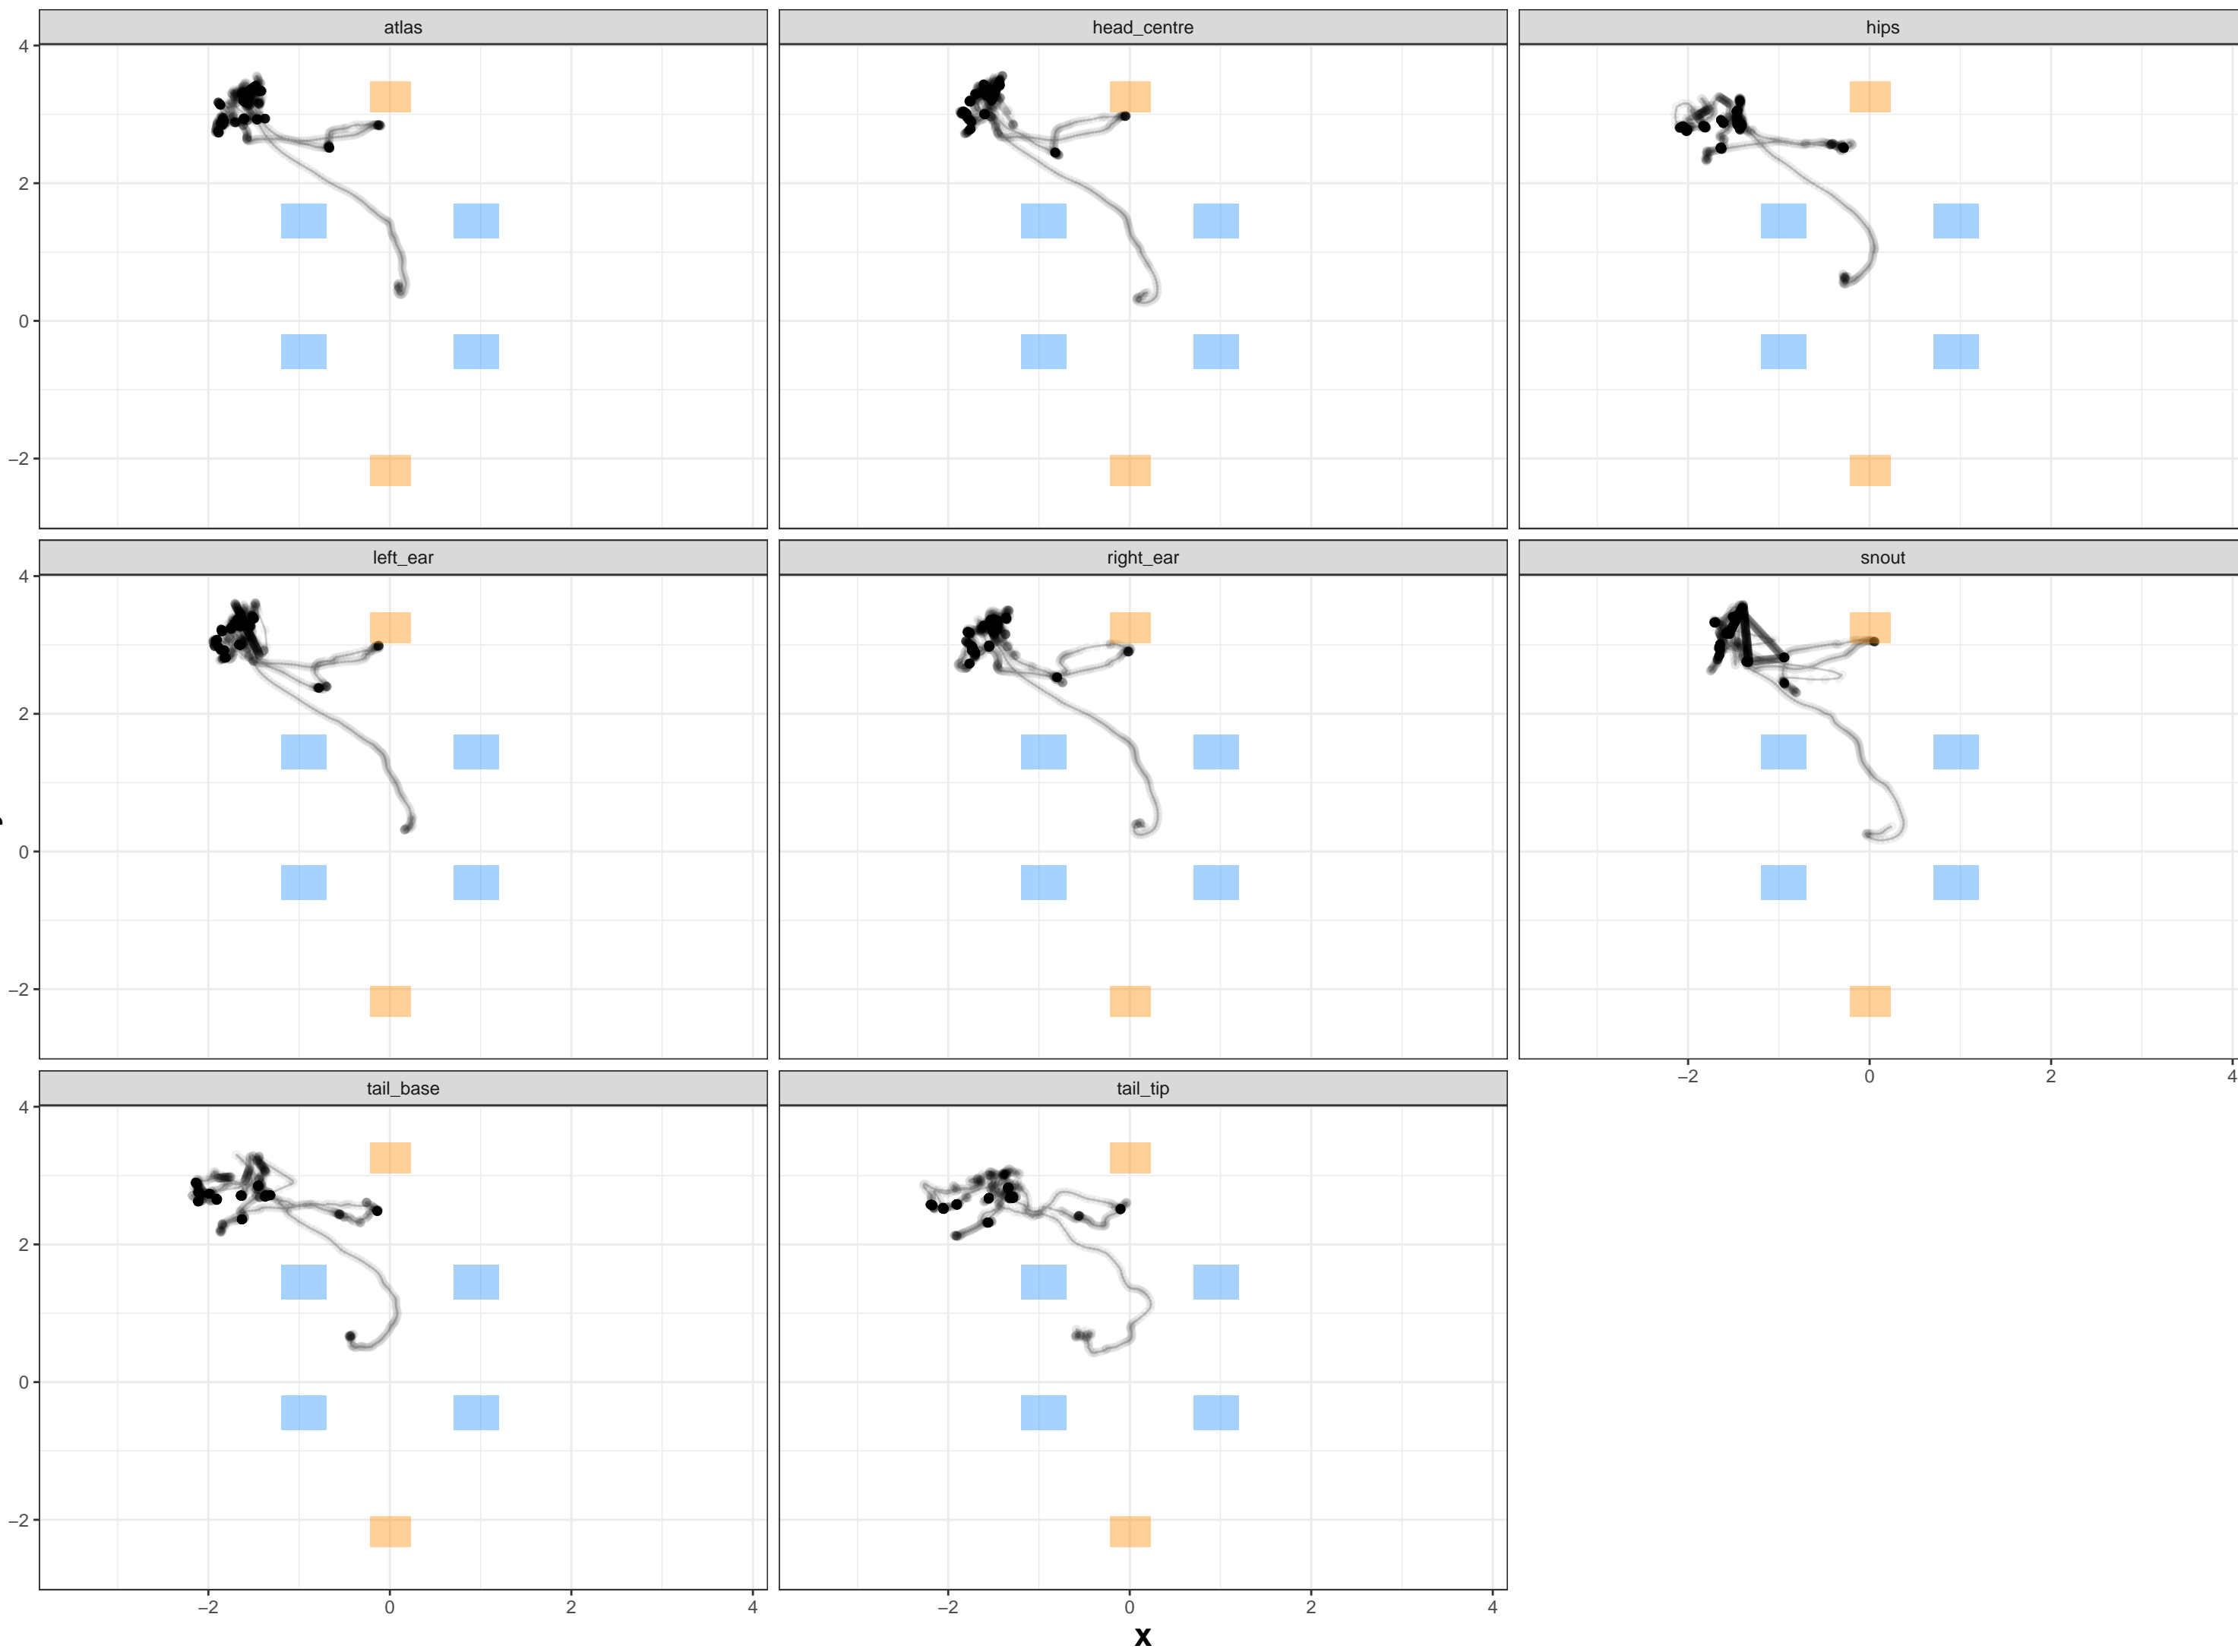 atlas head_centre hips
4
2
0
−2
left_ear right_ear snout
4
2
0
−2
−2 0 2 4
tail_base tail_tip
4
2
0
−2
−2 0 2 4 −2 0 2 4
x